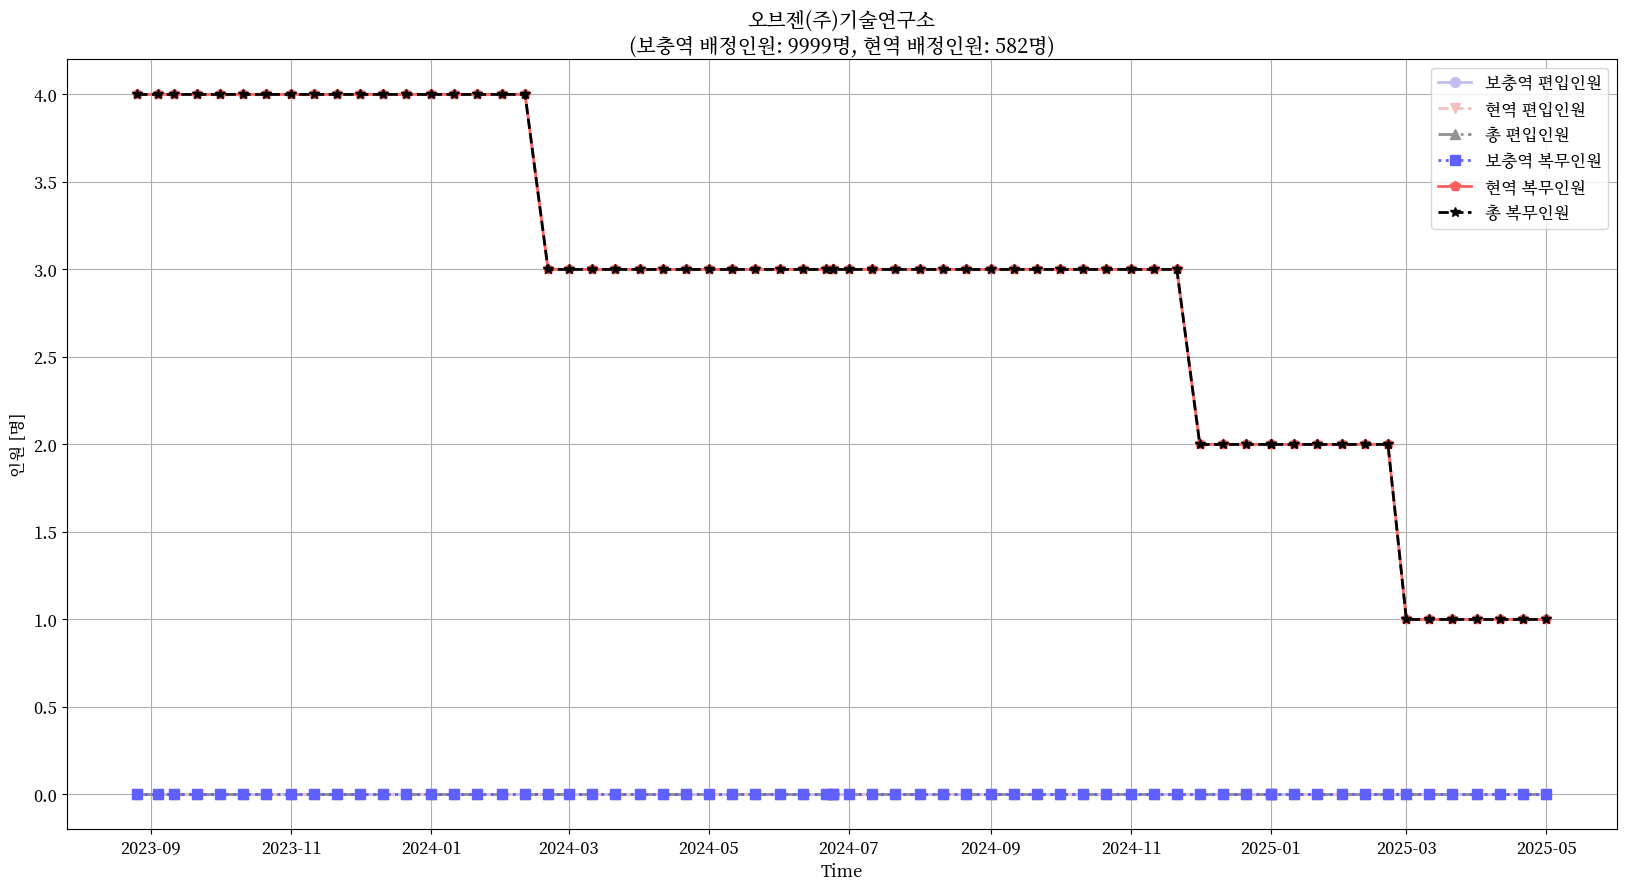 오브젠(주)기술연구소
(보충역 배정인원: 9999명, 현역 배정인원: 582명)
보충역 편입인원
현역 편입인원
총 편입인원
보충역 복무인원
현역 복무인원
총 복무인원
인원 [명]
4.0
3.5
3.0
2.5
2.0
1.5
1.0
0.5
0.0
2023-09 2023-11 2024-01 2024-03 2024-05 2024-07 2024-09 2024-11 2025-01 2025-03 2025-05
Time